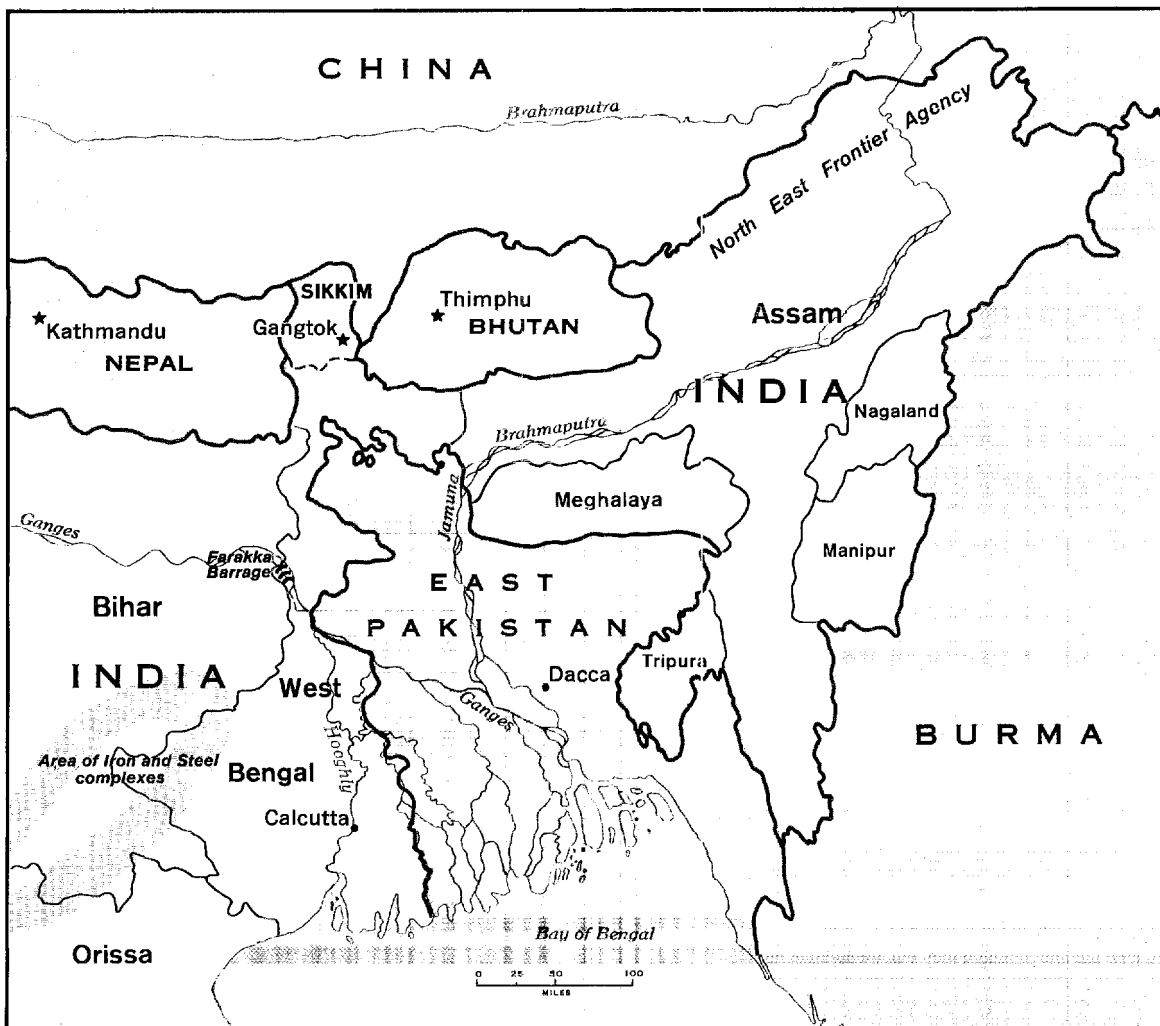 CHINA
Brahmaputra
North East Frontier Agency
SIKKIM
Thimphu
Kathmandu
Gangtok
BHUTAN
Assam
NEPAL
INDIA
Nagaland
Brahmaputra
Jamuna
Meghalaya
Ganges
Manipur
Farakka
Barrage
EAST
Bihar
PAKISTAN
Tripura
INDIA
West
Dacca
Ganges
Hooghly
BURMA
Area of Iron and Steel
complexes
Bengal
Calcutta
Bay of Bengal
Orissa
0 25 50 100
MILES